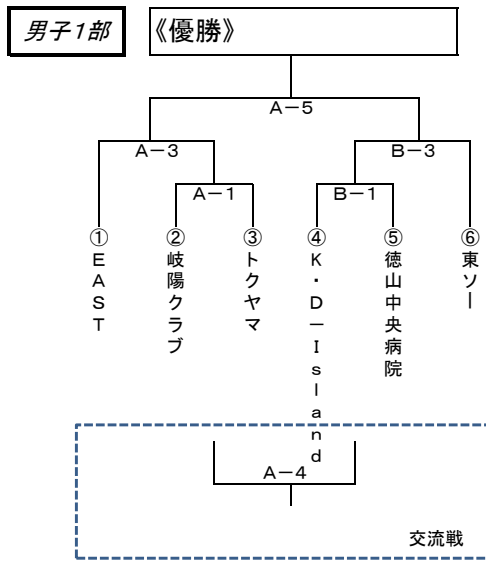 男子1部
《優勝》
A-5
A-3
B-3
A-1
B-1
①EAST
②岐陽クラブ
③トクヤマ
④K・D-Island
⑤徳山中央病院
⑥東ソー
A-4
交流戦